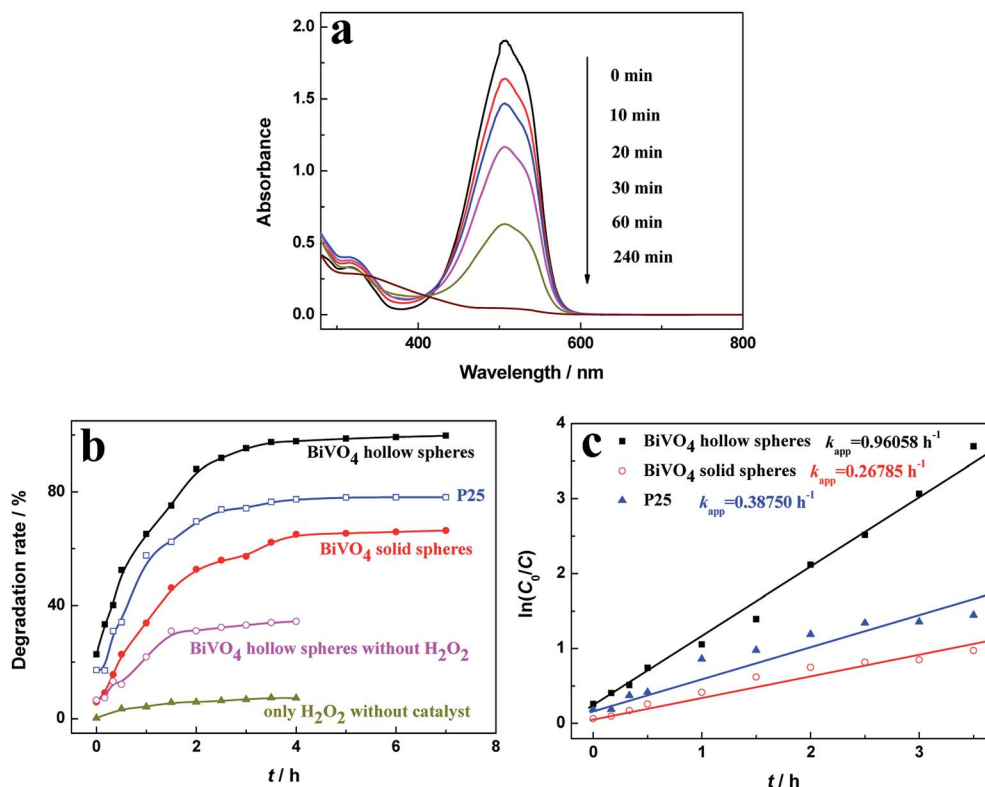 a
0 min
10 min
20 min
30 min
60 min
240 min
2.0
1.5
1.0
0.5
0.0
Absorbance
400
600
800
Wavelength / nm
b
BiVO4 hollow spheres
P25
BiVO4 solid spheres
BiVO4 hollow spheres without H2O2
only H2O2 without catalyst
80
40
0
Degradation rate / %
0
2
4
6
8
t / h
c
BiVO4 hollow spheres kapp=0.96058 h-1
BiVO4 solid spheres kapp=0.26785 h-1
P25 kapp=0.38750 h-1
4
3
2
1
0
ln(C0/C)
0
1
2
3
t / h